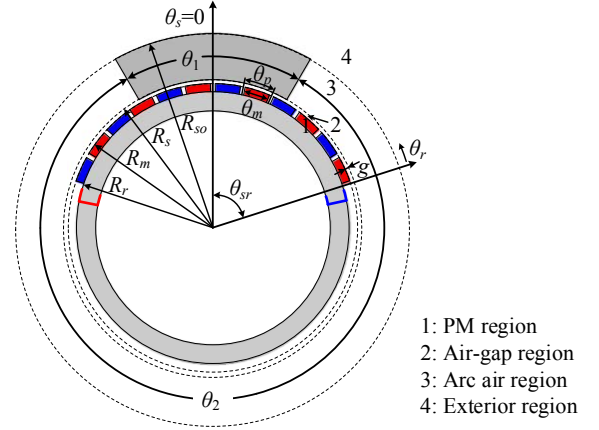 θs=0
4
θ1
3
θp
θm
1
2
Rs
Rso
Rm
Rr
g
θr
θsr
θ2
1: PM region
2: Air-gap region
3: Arc air region
4: Exterior region